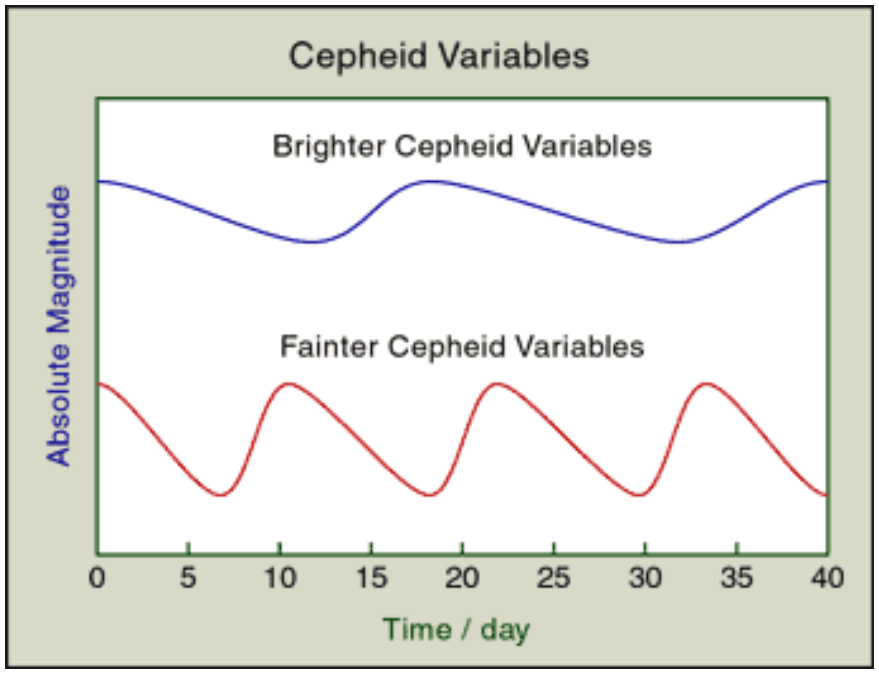 Cepheid Variables
Brighter Cepheid Variables
Absolute Magnitude
Fainter Cepheid Variables
0 5 10 15 20 25 30 35 40
Time / day